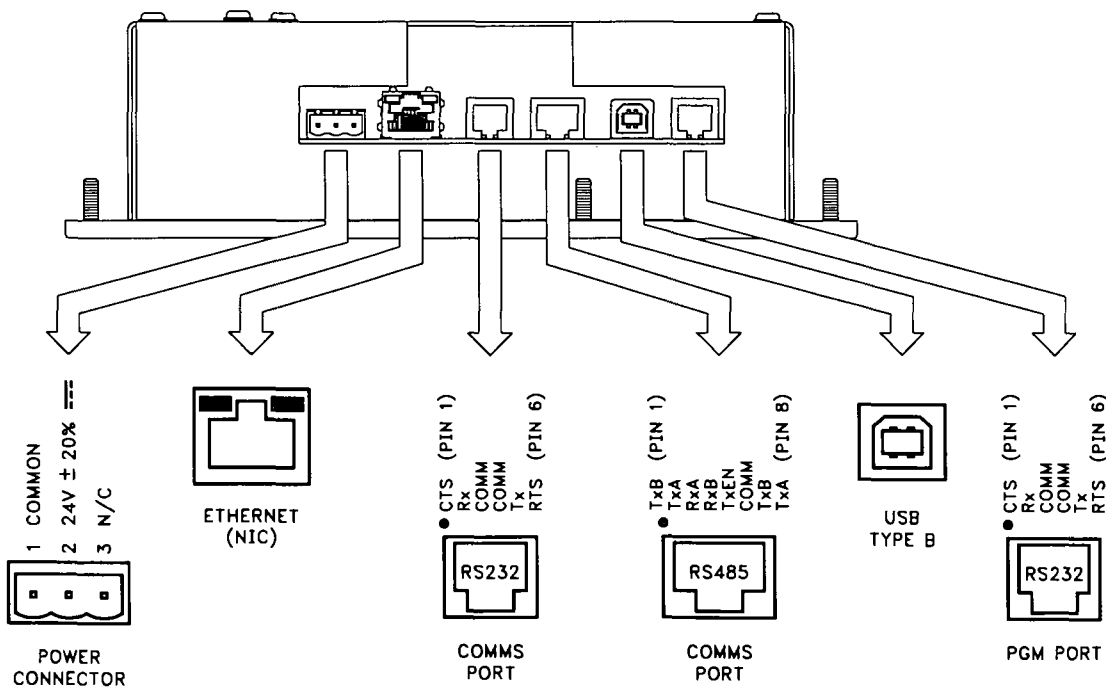 1 COMMON
2 24V ± 20%
3 N/C
POWER
CONNECTOR
ETHERNET
(NIC)
CTS (PIN 1)
Rx
COMM
COMM
Tx
RTS (PIN 6)
RS232
COMMS
PORT
TxB (PIN 1)
TxA
RxA
RxB
TxEN
COMM
TxB
TxA (PIN 8)
RS485
COMMS
PORT
USB
TYPE B
CTS (PIN 1)
Rx
COMM
COMM
Tx
RTS (PIN 6)
RS232
PGM PORT